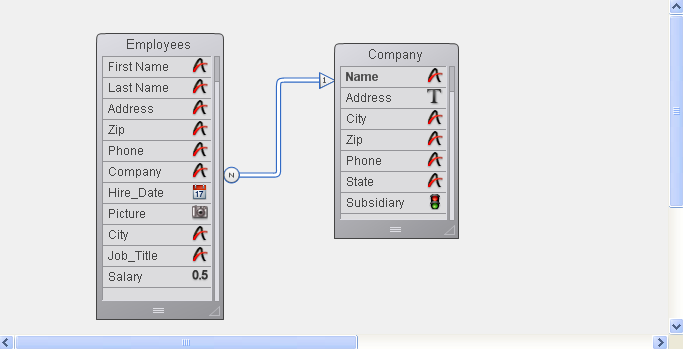 Employees
First Name
Last Name
Address
Zip
Phone
Company
Hire_Date
17
Picture
City
Job_Title
Salary
0.5
N
1
Company
Name
Address
T
City
Zip
Phone
State
Subsidiary